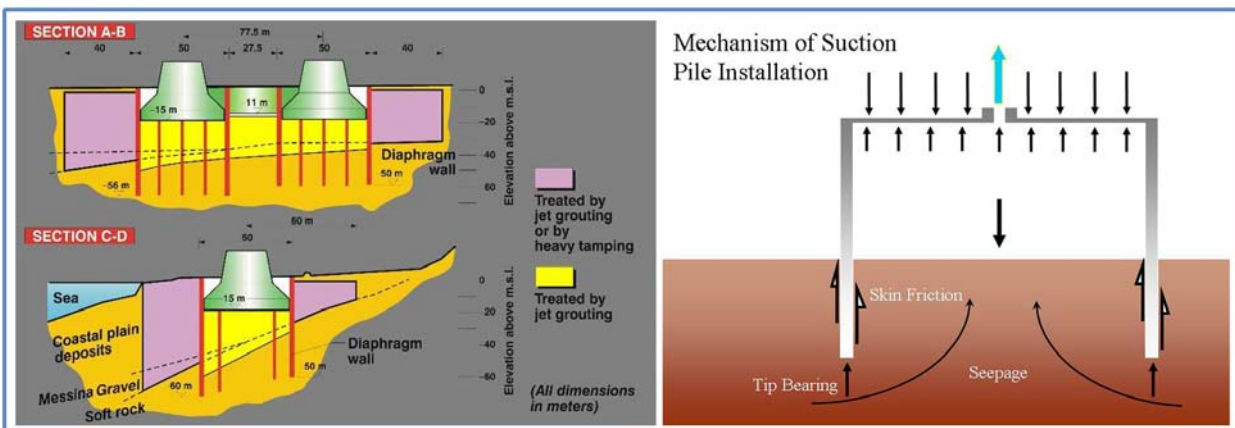 SECTION A-B
77.5 m
40
50
27.5
50
40
-15 m
-11 m
0
-20
-40
60
Elevation above m.s.l.
Diaphragm
wall
50 m
-56 m
Treated by
jet grouting
or by
heavy tamping
SECTION C-D
60 m
50
Sea
15 m
0
-20
-40
-60
Elevation above m.s.l.
Treated by
jet grouting
Coastal plain
deposits
Diaphragm
wall
Messina Gravel
60 m
50 m
Soft rock
(All dimensions
in meters)
Mechanism of Suction
Pile Installation
Skin Friction
Tip Bearing
Seepage